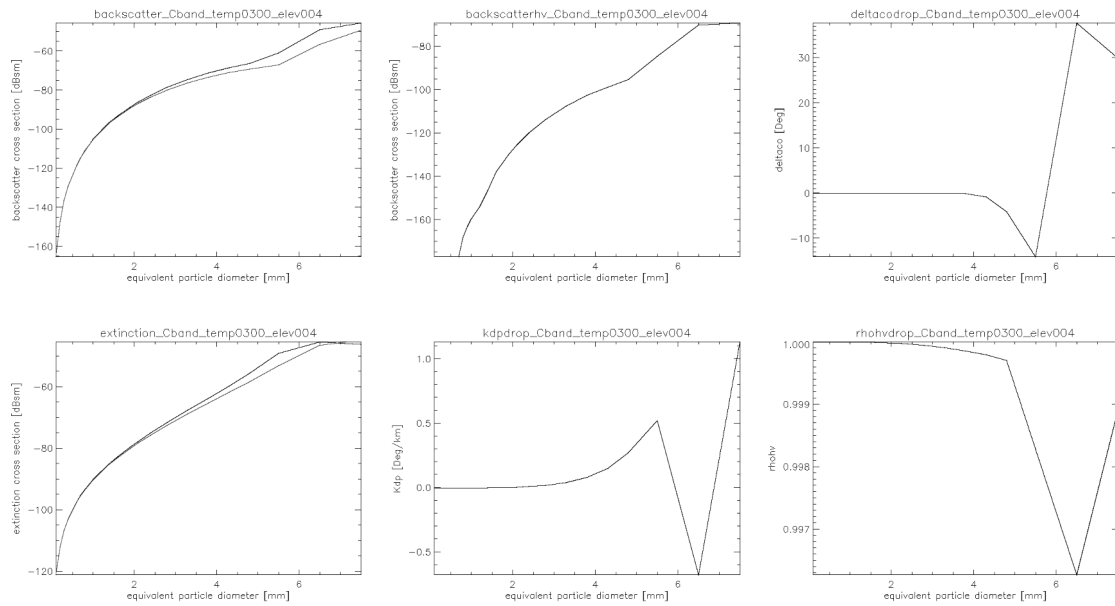 backscatter_Cband_temp0300_elev004
backscatter cross section [dBsm]
-60
-80
-100
-120
-140
-160
2
4
6
equivalent particle diameter [mm]
backscatterhv_Cband_temp0300_elev004
backscatter cross section [dBsm]
-80
-100
-120
-140
-160
2
4
6
equivalent particle diameter [mm]
deltacodrop_Cband_temp0300_elev004
deltaco [Deg]
30
20
10
0
-10
2
4
6
equivalent particle diameter [mm]
extinction_Cband_temp0300_elev004
extinction cross section [dBsm]
-60
-80
-100
-120
2
4
6
equivalent particle diameter [mm]
kdpdrop_Cband_temp0300_elev004
Kdp [Deg/km]
1.0
0.5
0.0
-0.5
2
4
6
equivalent particle diameter [mm]
rhohvdrop_Cband_temp0300_elev004
rhohv
1.000
0.999
0.998
0.997
2
4
6
equivalent particle diameter [mm]